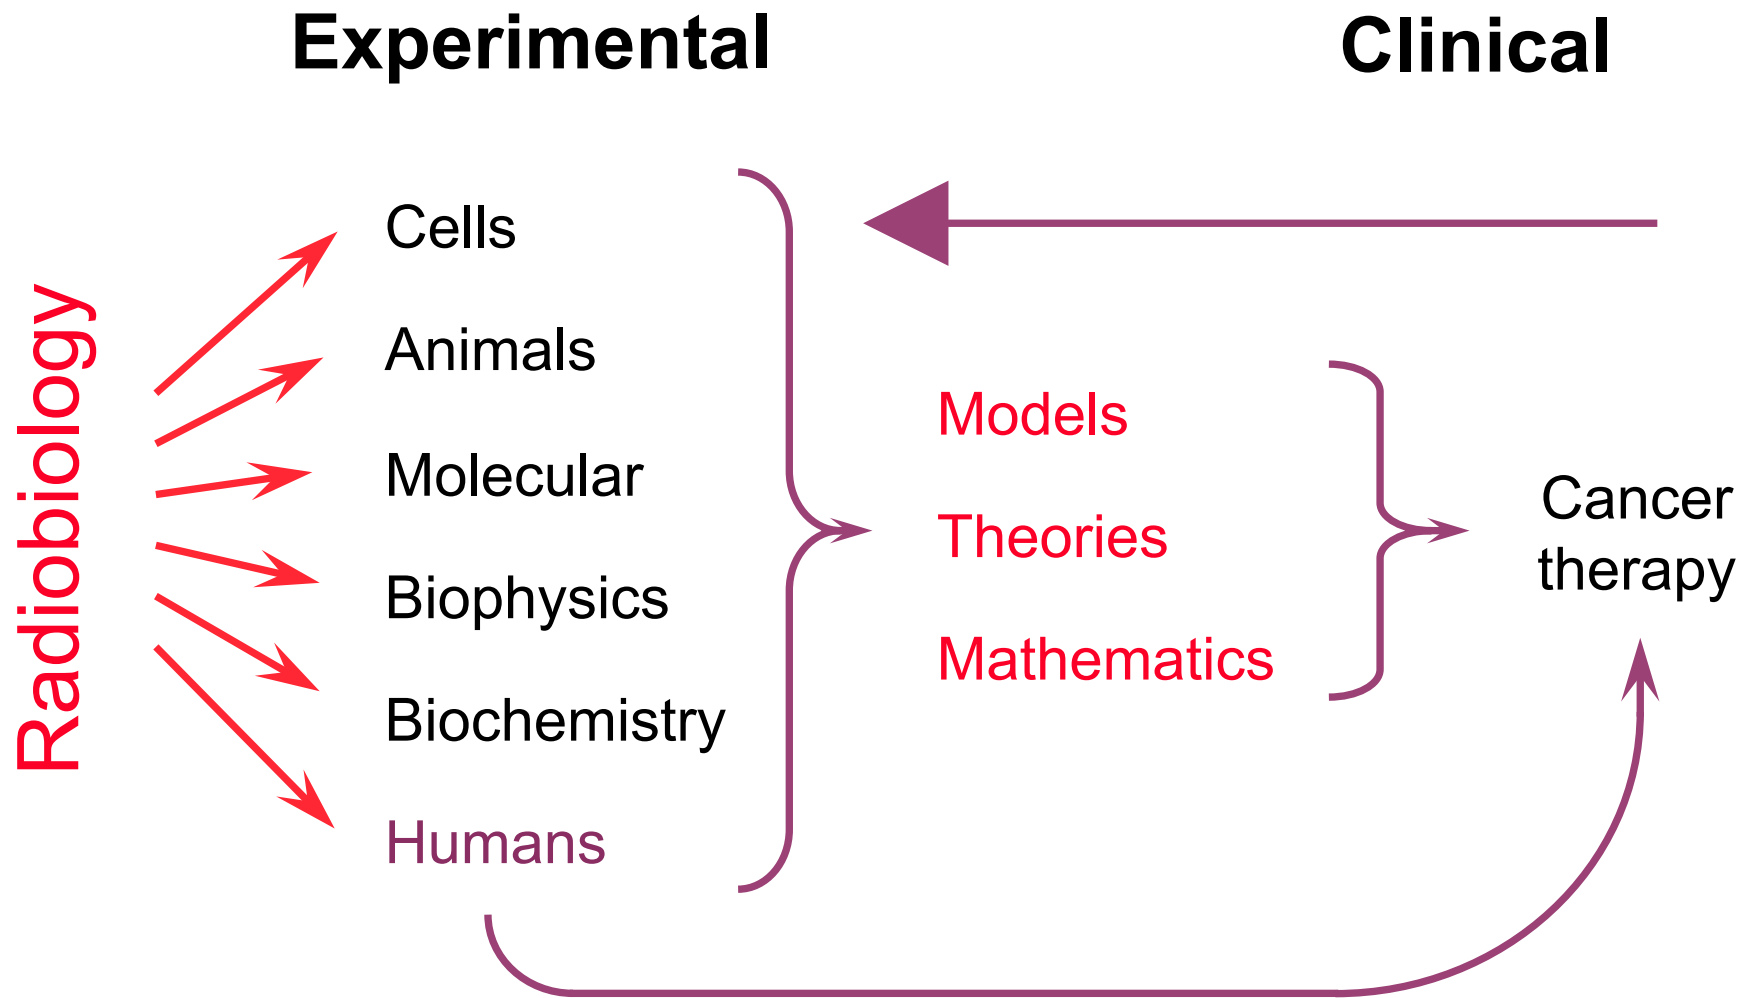 Experimental
Clinical
Radiobiology
Cells
Animals
Molecular
Biophysics
Biochemistry
Humans
Models
Theories
Mathematics
Cancer
therapy